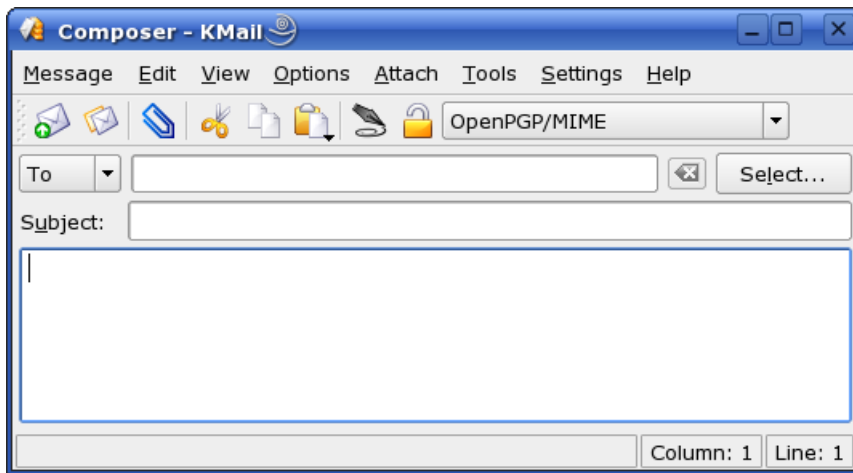 Composer - KMail
Message Edit View Options Attach Tools Settings Help
OpenPGP/MIME
To Select...
Subject:
Column: 1 Line: 1